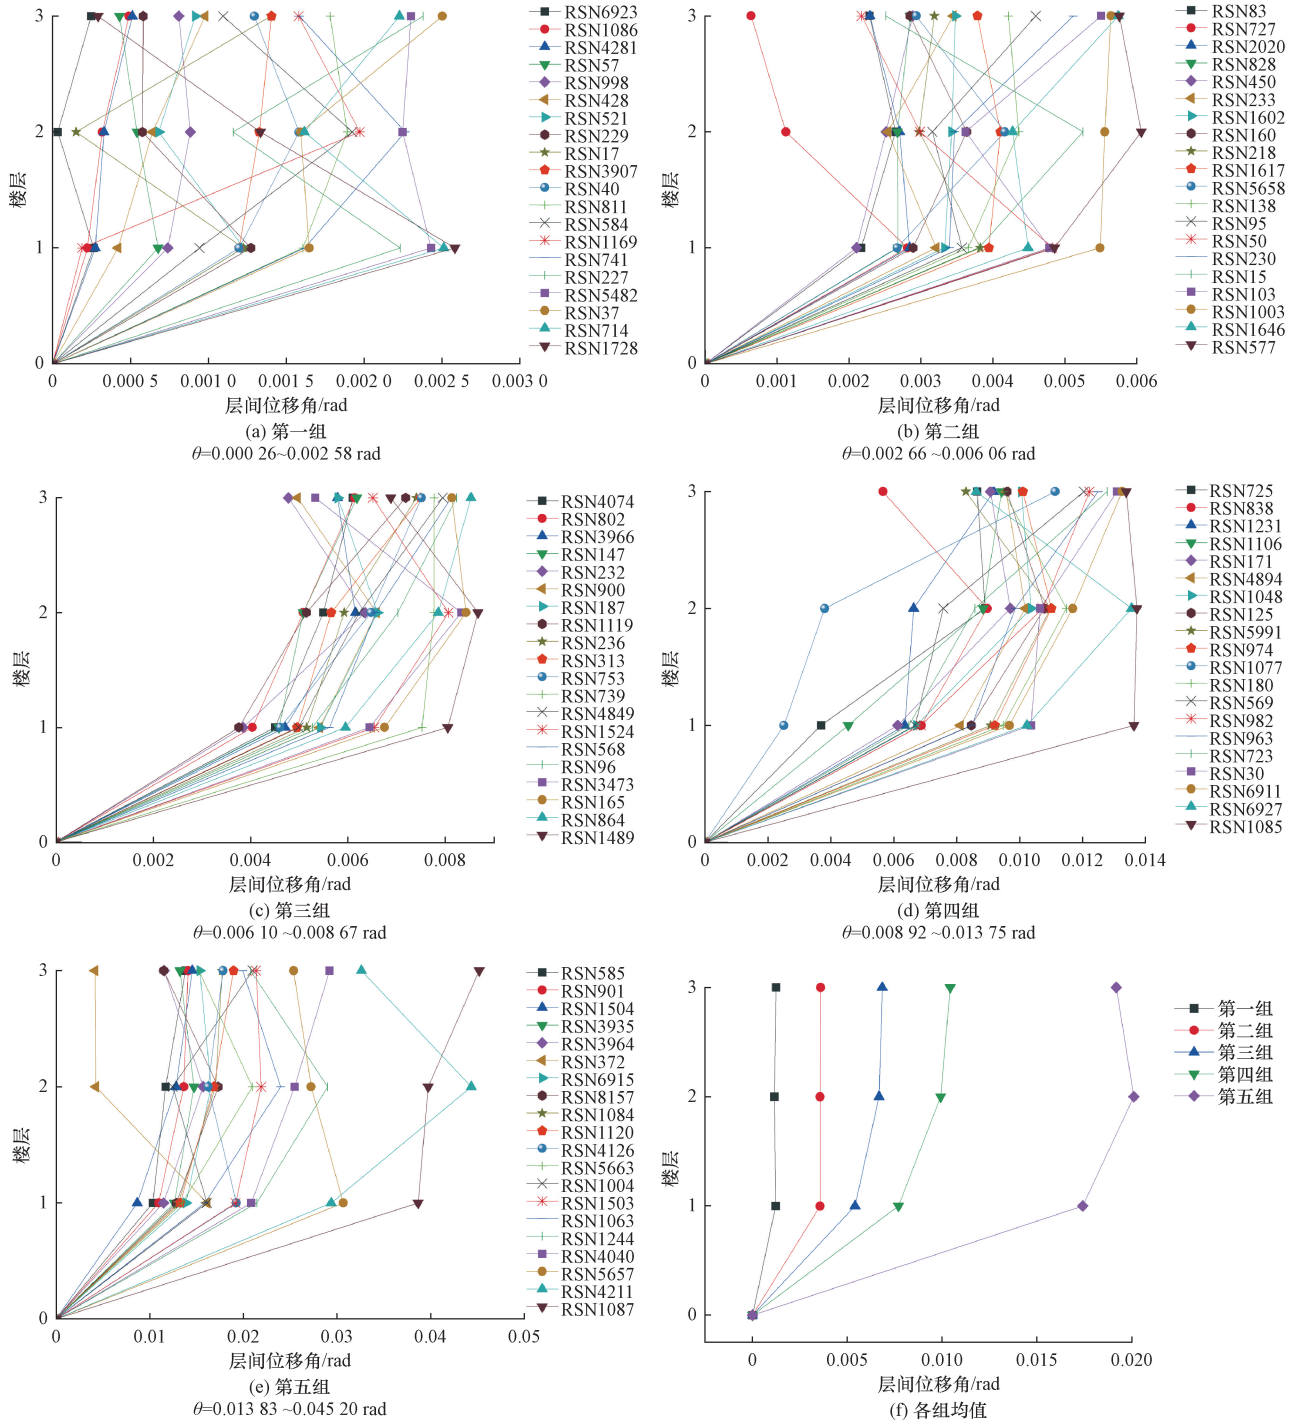 3
2
1
0
楼层
0
0.000 5
0.001 0
0.001 5
0.002 0
0.002 5
0.003 0
层间位移角/rad
(a) 第一组
θ=0.000 26~0.002 58 rad
RSN6923
RSN1086
RSN4281
RSN57
RSN998
RSN428
RSN521
RSN229
RSN17
RSN3907
RSN40
RSN811
RSN584
RSN1169
RSN741
RSN227
RSN5482
RSN37
RSN714
RSN1728
3
2
1
0
楼层
0
0.001
0.002
0.003
0.004
0.005
0.006
层间位移角/rad
(b) 第二组
θ=0.002 66 ~0.006 06 rad
RSN83
RSN727
RSN2020
RSN828
RSN450
RSN233
RSN1602
RSN160
RSN218
RSN1617
RSN5658
RSN138
RSN95
RSN50
RSN230
RSN15
RSN103
RSN1003
RSN1646
RSN577
3
2
1
0
楼层
0
0.002
0.004
0.006
0.008
层间位移角/rad
(c) 第三组
θ=0.006 10 ~0.008 67 rad
RSN4074
RSN802
RSN3966
RSN147
RSN232
RSN900
RSN187
RSN1119
RSN236
RSN313
RSN753
RSN739
RSN4849
RSN1524
RSN568
RSN96
RSN3473
RSN165
RSN864
RSN1489
3
2
1
0
楼层
0
0.002
0.004
0.006
0.008
0.010
0.012
0.014
层间位移角/rad
(d) 第四组
θ=0.008 92 ~0.013 75 rad
RSN725
RSN838
RSN1231
RSN1106
RSN171
RSN4894
RSN1048
RSN125
RSN5991
RSN974
RSN1077
RSN180
RSN569
RSN982
RSN963
RSN723
RSN30
RSN6911
RSN6927
RSN1085
3
2
1
0
楼层
0
0.01
0.02
0.03
0.04
0.05
层间位移角/rad
(e) 第五组
θ=0.013 83 ~0.045 20 rad
RSN585
RSN901
RSN1504
RSN3935
RSN3964
RSN372
RSN6915
RSN8157
RSN1084
RSN1120
RSN4126
RSN5663
RSN1004
RSN1503
RSN1063
RSN1244
RSN4040
RSN5657
RSN4211
RSN1087
3
2
1
0
楼层
0
0.005
0.010
0.015
0.020
层间位移角/rad
(f) 各组均值
第一组
第二组
第三组
第四组
第五组